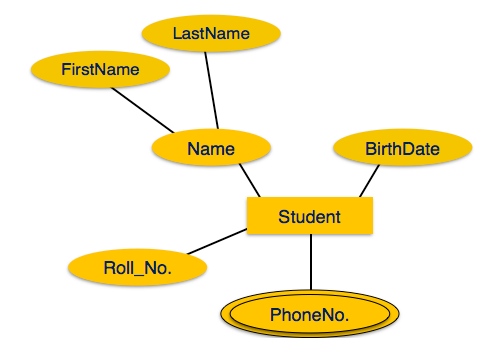 LastName
FirstName
Name
BirthDate
Student
Roll_No.
PhoneNo.